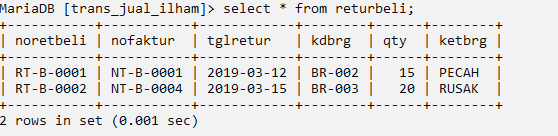 MariaDB [trans_jual_ilham]> select * from returbeli;
+-----------+-----------+------------+--------+------+--------+
| noretbeli | nofaktur | tglretur | kdbrg | qty | ketbrg |
+-----------+-----------+------------+--------+------+--------+
| RT-B-0001 | NT-B-0001 | 2019-03-12 | BR-002 | 15 | PECAH |
| RT-B-0002 | NT-B-0004 | 2019-03-15 | BR-003 | 20 | RUSAK |
+-----------+-----------+------------+--------+------+--------+
2 rows in set (0.001 sec)